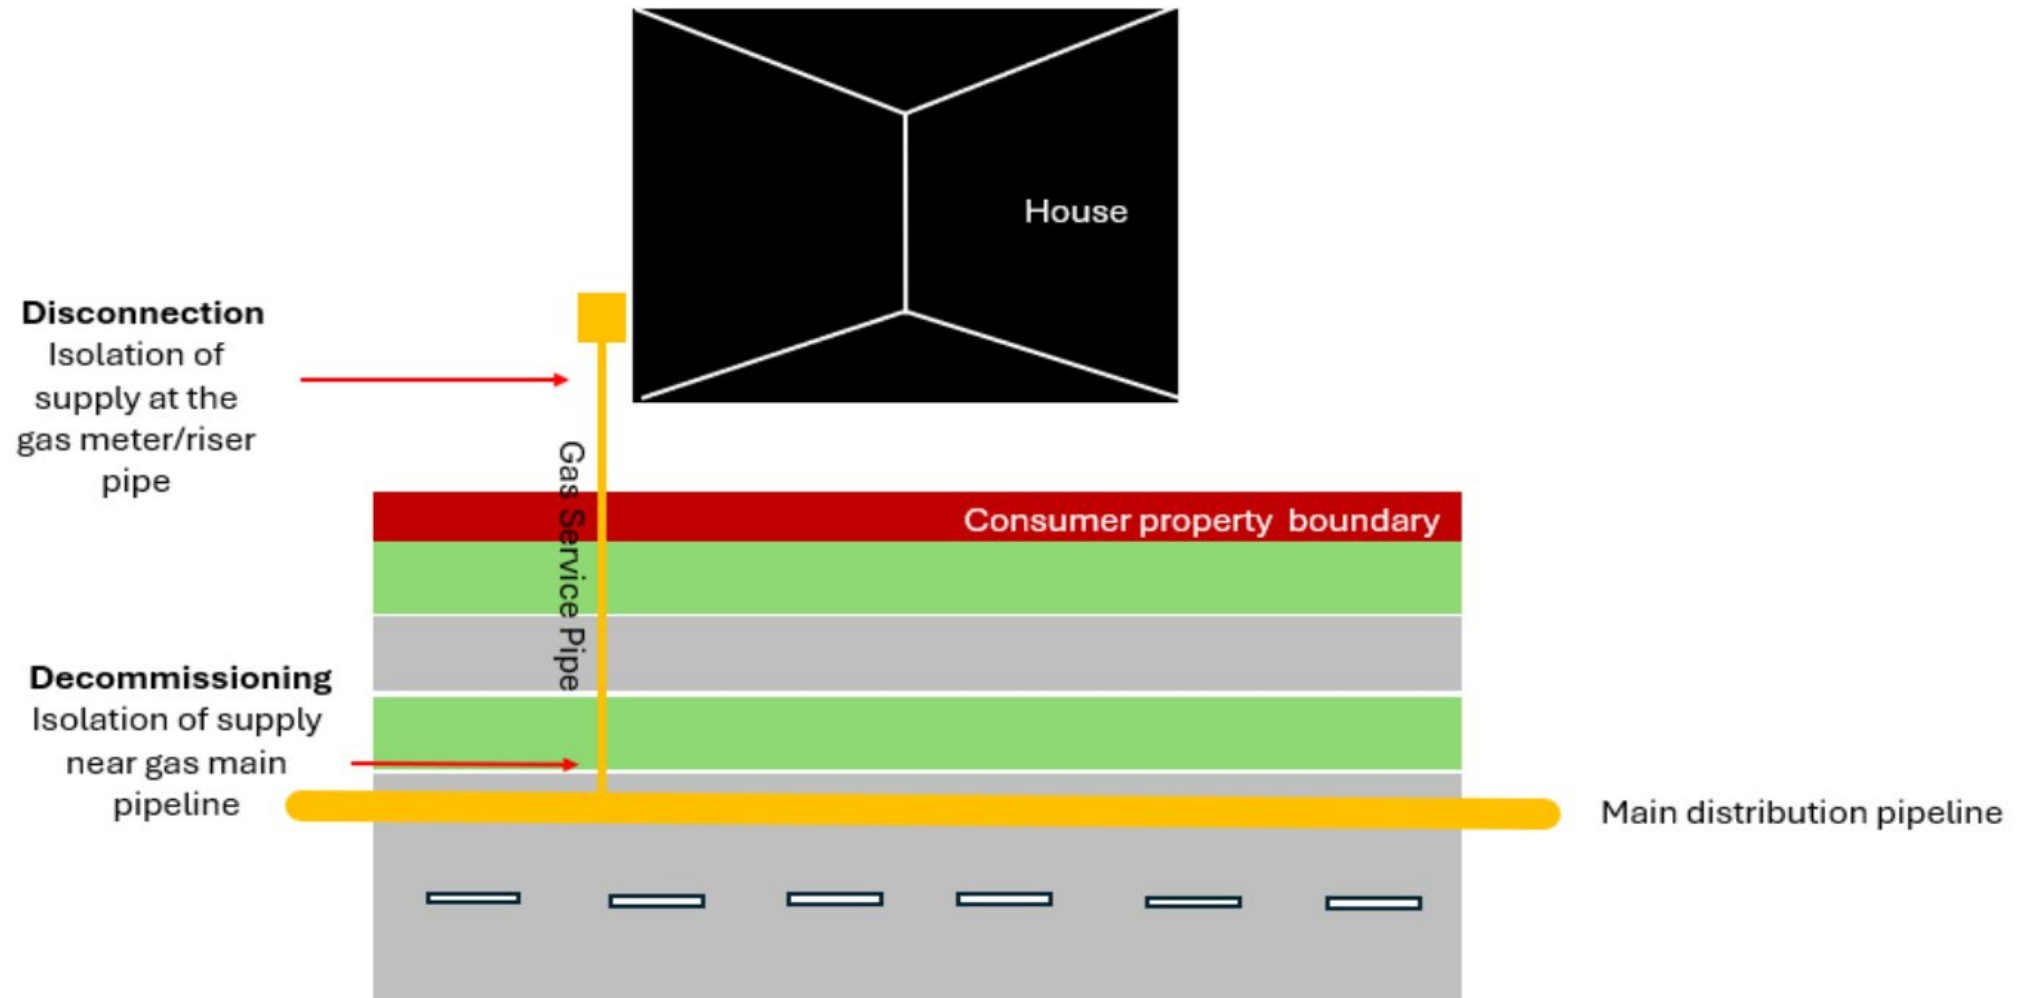 House
Disconnection
Isolation of
supply at the
gas meter/riser
pipe
Gas Service Pipe
Consumer property boundary
Decommissioning
Isolation of supply
near gas main
pipeline
Main distribution pipeline